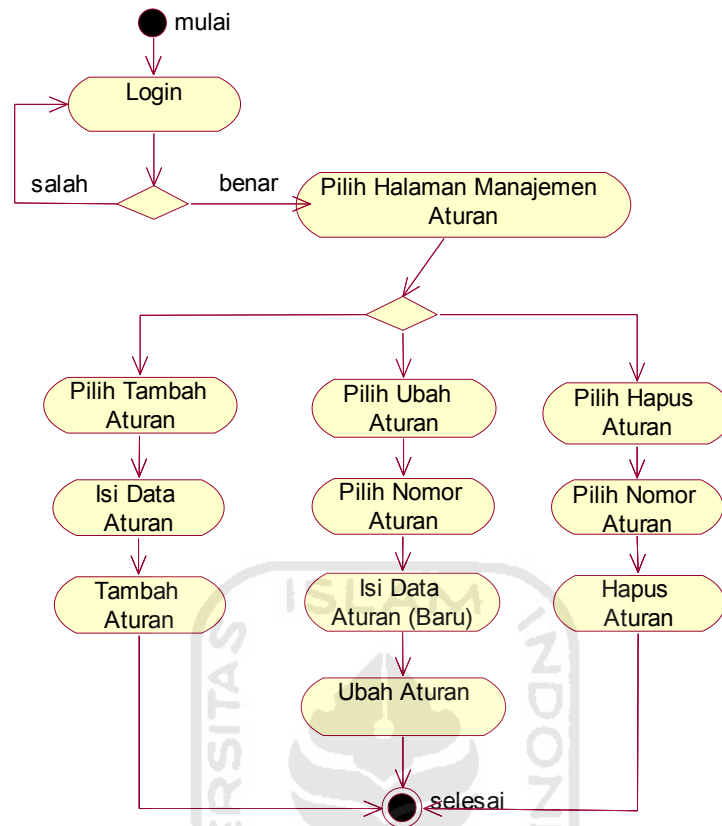 mulai
Login
salah
benar
Pilih Halaman Manajemen
Aturan
Pilih Tambah
Aturan
Pilih Ubah
Aturan
Pilih Hapus
Aturan
Isi Data
Aturan
Pilih Nomor
Aturan
Pilih Nomor
Aturan
Tambah
Aturan
Isi Data
Aturan (Baru)
Hapus
Aturan
Ubah Aturan
selesai
ISLAM